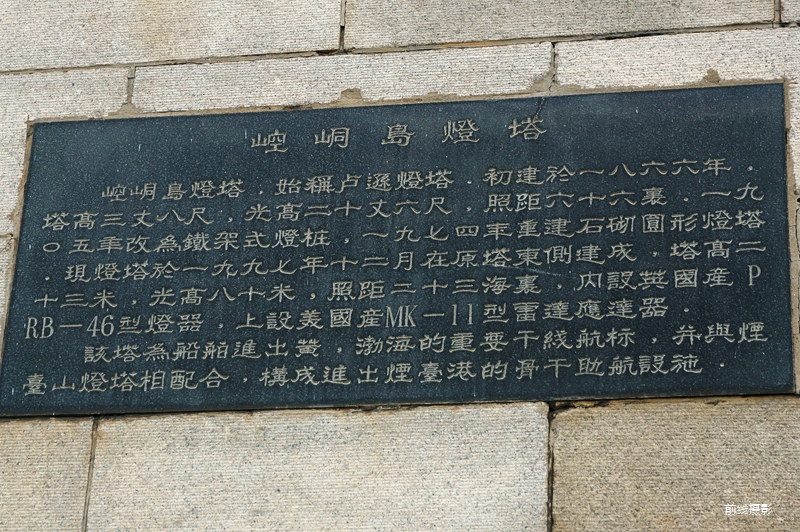 崆峒島燈塔
崆峒島燈塔．始稱卢遜燈塔．初建於一八六六年．
塔高三丈八尺，光高二十丈六尺，照距六十六裏．一九
〇五年改為鐵架式燈桩，一九七四年重建石砌圓形燈塔
．現燈塔於一九九七年十二月在原塔東側建成，塔高二
十三米，光高八十米，照距二十三海裏，内設英國産P
RB－46型燈器，上設美國産MK－11型雷達應達器．
該塔為船舶進出黄．渤海的重要干綫航标，并與煙
臺山燈塔相配合，構成進出煙臺港的骨干助航設施．
前线摄影